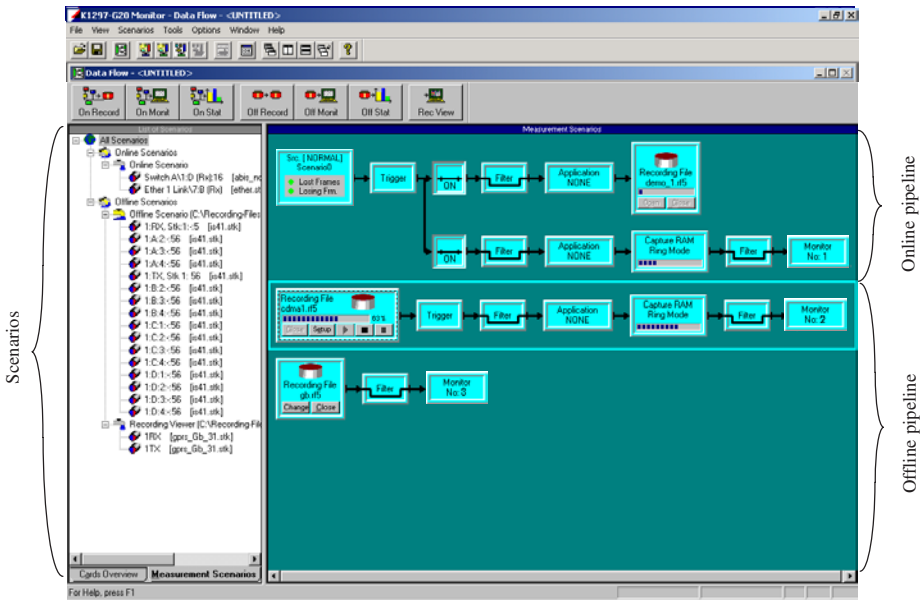 K1297-G20 Monitor - Data Flow - <UNTITLED>
File View Scenarios Tools Options Window Help
Data Flow - <UNTITLED>
On Record
On Monit
On Stat
Off Record
Off Monit
Off Stat
Rec View
List of Scenarios
All Scenarios
Online Scenarios
Online Scenario
Switch A\1:D (Rx):16 [abis_no
Ether 1 Link\7:B (Rx) [ether.st
Offline Scenarios
Offline Scenario (C:\Recording-Files
1:RX, Stk:1:<5 [is41.stk]
1:A:2:<56 [is41.stk]
1:A:3:<56 [is41.stk]
1:A:4:<56 [is41.stk]
1:TX, Stk 1: 56 [is41.stk]
1:B:2:<56 [is41.stk]
1:B:3:<56 [is41.stk]
1:B:4:<56 [is41.stk]
1:C:1:<56 [is41.stk]
1:C:2:<56 [is41.stk]
1:C:3:<56 [is41.stk]
1:C:4:<56 [is41.stk]
1:D:1:<56 [is41.stk]
1:D:2:<56 [is41.stk]
1:D:3:<56 [is41.stk]
1:D:4:<56 [is41.stk]
Recording Viewer (C:\Recording-Fil
1RX [gprs_Gb_31.stk]
1TX [gprs_Gb_31.stk]
Cards Overview
Measurement Scenarios
Measurement Scenarios
Src. [NORMAL]
Scenario0
Lost Frames
Losing Frm.
Trigger
ON
Filter
Application
NONE
Recording File
demo_1.rf5
Open
Close
ON
Filter
Application
NONE
Capture RAM
Ring Mode
Filter
Monitor
No: 1
Recording File
cdma1.rf5
83%
Close
Setup
Trigger
Filter
Application
NONE
Capture RAM
Ring Mode
Filter
Monitor
No: 2
Recording File
gb.rf5
Change
Close
Filter
Monitor
No: 3
For Help, press F1
Scenarios
Online pipeline
Offline pipeline